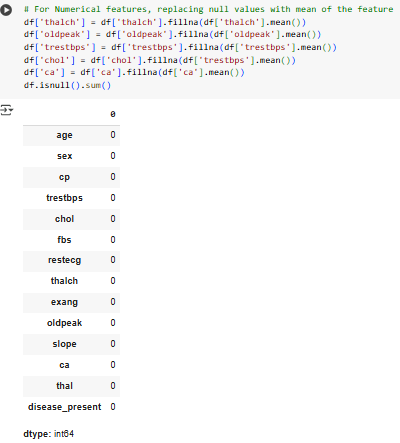 # For Numerical features, replacing null values with mean of the feature
df['thalch'] = df['thalch'].fillna(df['thalch'].mean())
df['oldpeak'] = df['oldpeak'].fillna(df['oldpeak'].mean())
df['trestbps'] = df['trestbps'].fillna(df['trestbps'].mean())
df['chol'] = df['chol'].fillna(df['trestbps'].mean())
df['ca'] = df['ca'].fillna(df['ca'].mean())
df.isnull().sum()
0
age 0
sex 0
cp 0
trestbps 0
chol 0
fbs 0
restecg 0
thalch 0
exang 0
oldpeak 0
slope 0
ca 0
thal 0
disease_present 0
dtype: int64